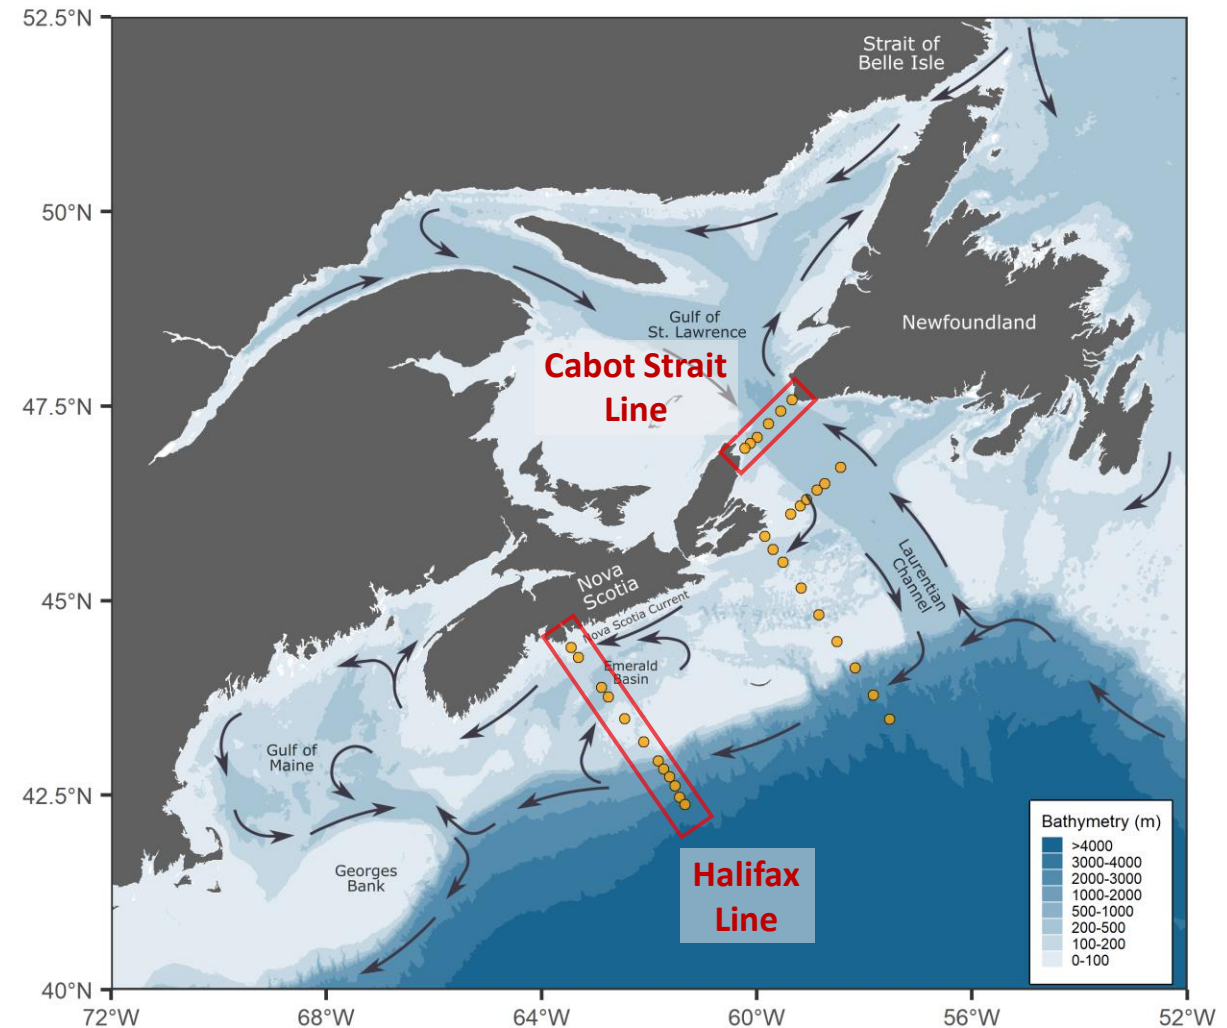 52.5°N
50°N
47.5°N
45°N
42.5°N
40°N
72°W
68°W
64°W
60°W
56°W
52°W
Strait of
Belle Isle
Gulf of
St. Lawrence
Newfoundland
Cabot Strait
Line
Laurentian
Channel
Nova
Scotia
Nova Scotia Current
Emerald
Basin
Gulf of
Maine
Georges
Bank
Halifax
Line
Bathymetry (m)
>4000
3000-4000
2000-3000
1000-2000
500-1000
200-500
100-200
0-100